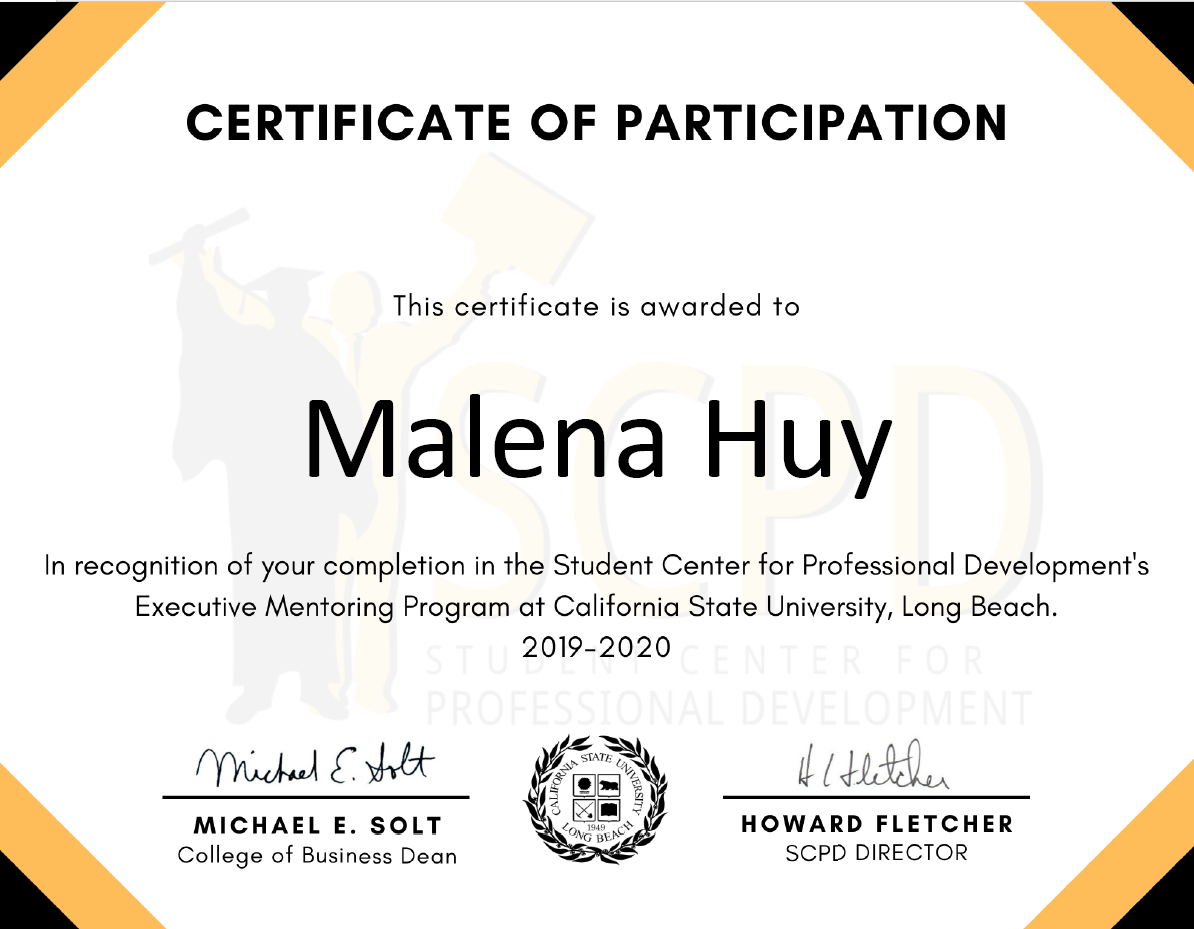 CERTIFICATE OF PARTICIPATION
This certificate is awarded to
SCPD
Malena Huy
In recognition of your completion in the Student Center for Professional Development's
Executive Mentoring Program at California State University, Long Beach.
2019-2020
STUDENT CENTER FOR
PROFESSIONAL DEVELOPMENT
Michael E. Solt
MICHAEL E. SOLT
College of Business Dean
CALIFORNIA STATE UNIVERSITY
1949
LONG BEACH
H L Fletcher
HOWARD FLETCHER
SCPD DIRECTOR